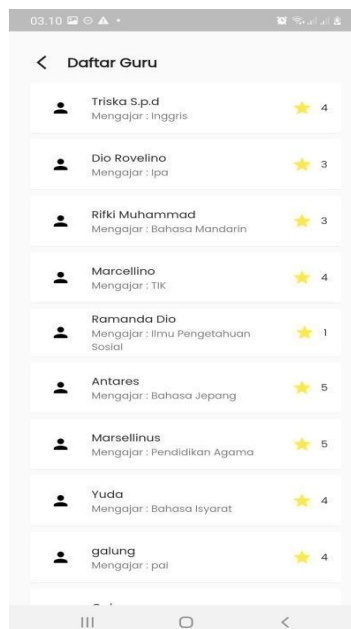 03.10
Daftar Guru
Triska S.p.d
Mengajar : Inggris
4
Dio Rovelino
Mengajar : Ipa
3
Rifki Muhammad
Mengajar : Bahasa Mandarin
3
Marcellino
Mengajar : TIK
4
Ramanda Dio
Mengajar : Ilmu Pengetahuan
Sosial
1
Antares
Mengajar : Bahasa Jepang
5
Marsellinus
Mengajar : Pendidikan Agama
5
Yuda
Mengajar : Bahasa Isyarat
4
galung
Mengajar : pai
4